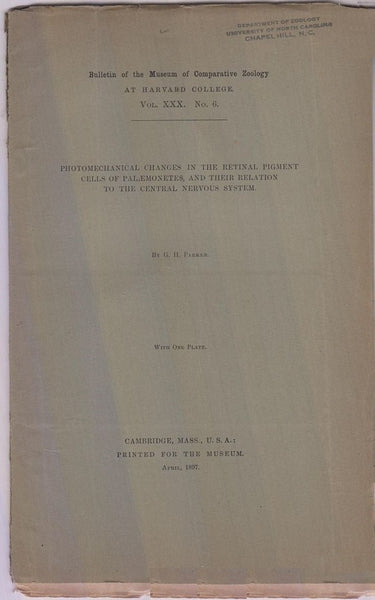 DEPARTMENT OF ZOOLOGY
UNIVERSITY OF NORTH CAROLINA
CHAPEL HILL, N.C.
Bulletin of the Museum of Comparative Zoology
AT HARVARD COLLEGE.
VOL. XXX. No. 6.
PHOTOMECHANICAL CHANGES IN THE RETINAL PIGMENT
CELLS OF PALÆMONETES, AND THEIR RELATION
TO THE CENTRAL NERVOUS SYSTEM.
BY G. H. PARKER.
WITH ONE PLATE.
CAMBRIDGE, MASS., U. S. A.:
PRINTED FOR THE MUSEUM.
APRIL, 1897.